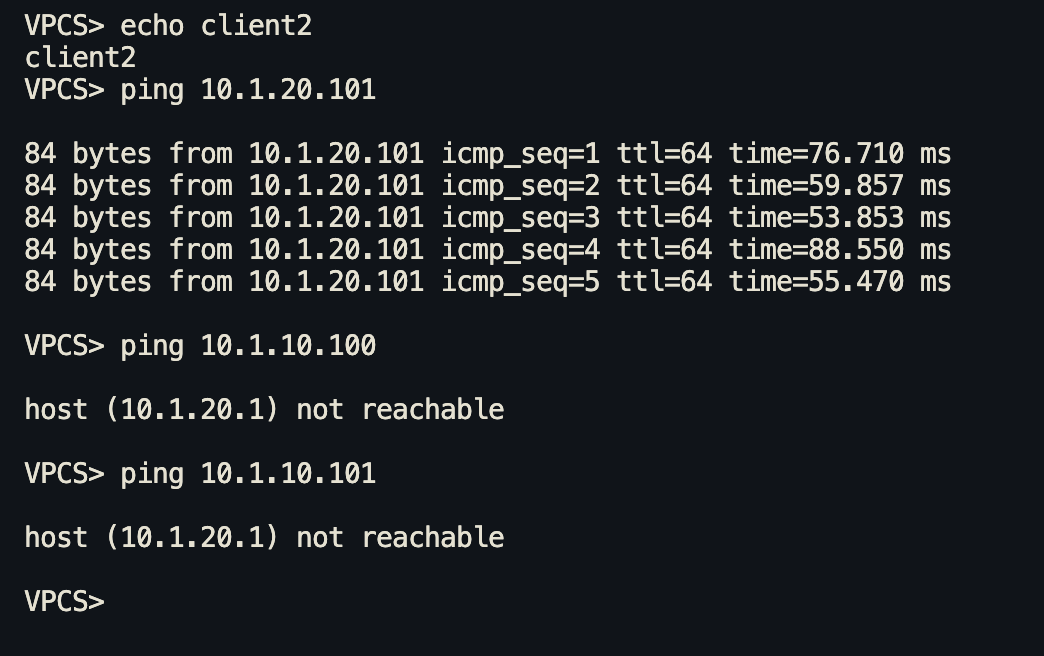 VPCS> echo client2
client2
VPCS> ping 10.1.20.101
84 bytes from 10.1.20.101 icmp_seq=1 ttl=64 time=76.710 ms
84 bytes from 10.1.20.101 icmp_seq=2 ttl=64 time=59.857 ms
84 bytes from 10.1.20.101 icmp_seq=3 ttl=64 time=53.853 ms
84 bytes from 10.1.20.101 icmp_seq=4 ttl=64 time=88.550 ms
84 bytes from 10.1.20.101 icmp_seq=5 ttl=64 time=55.470 ms
VPCS> ping 10.1.10.100
host (10.1.20.1) not reachable
VPCS> ping 10.1.10.101
host (10.1.20.1) not reachable
VPCS>